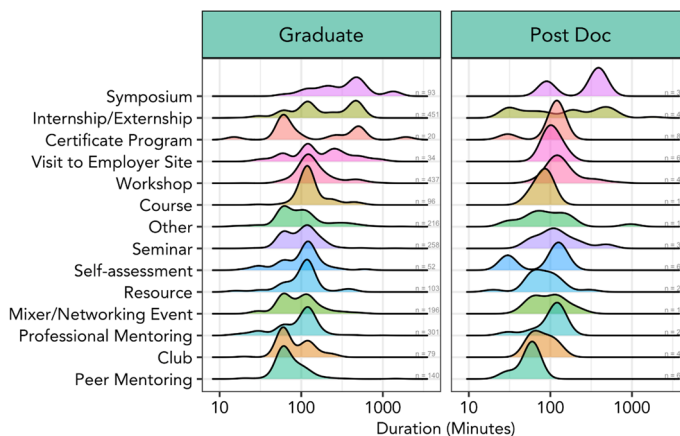 Graduate
Post Doc
Symposium
n = 93
Internship/Externship
n = 451
Certificate Program
n = 20
Visit to Employer Site
n = 34
Workshop
n = 437
Course
n = 96
Other
n = 216
Seminar
n = 258
Self-assessment
n = 52
Resource
n = 103
Mixer/Networking Event
n = 196
Professional Mentoring
n = 301
Club
n = 79
Peer Mentoring
n = 140
10 100 1000 10 100 1000
Duration (Minutes)